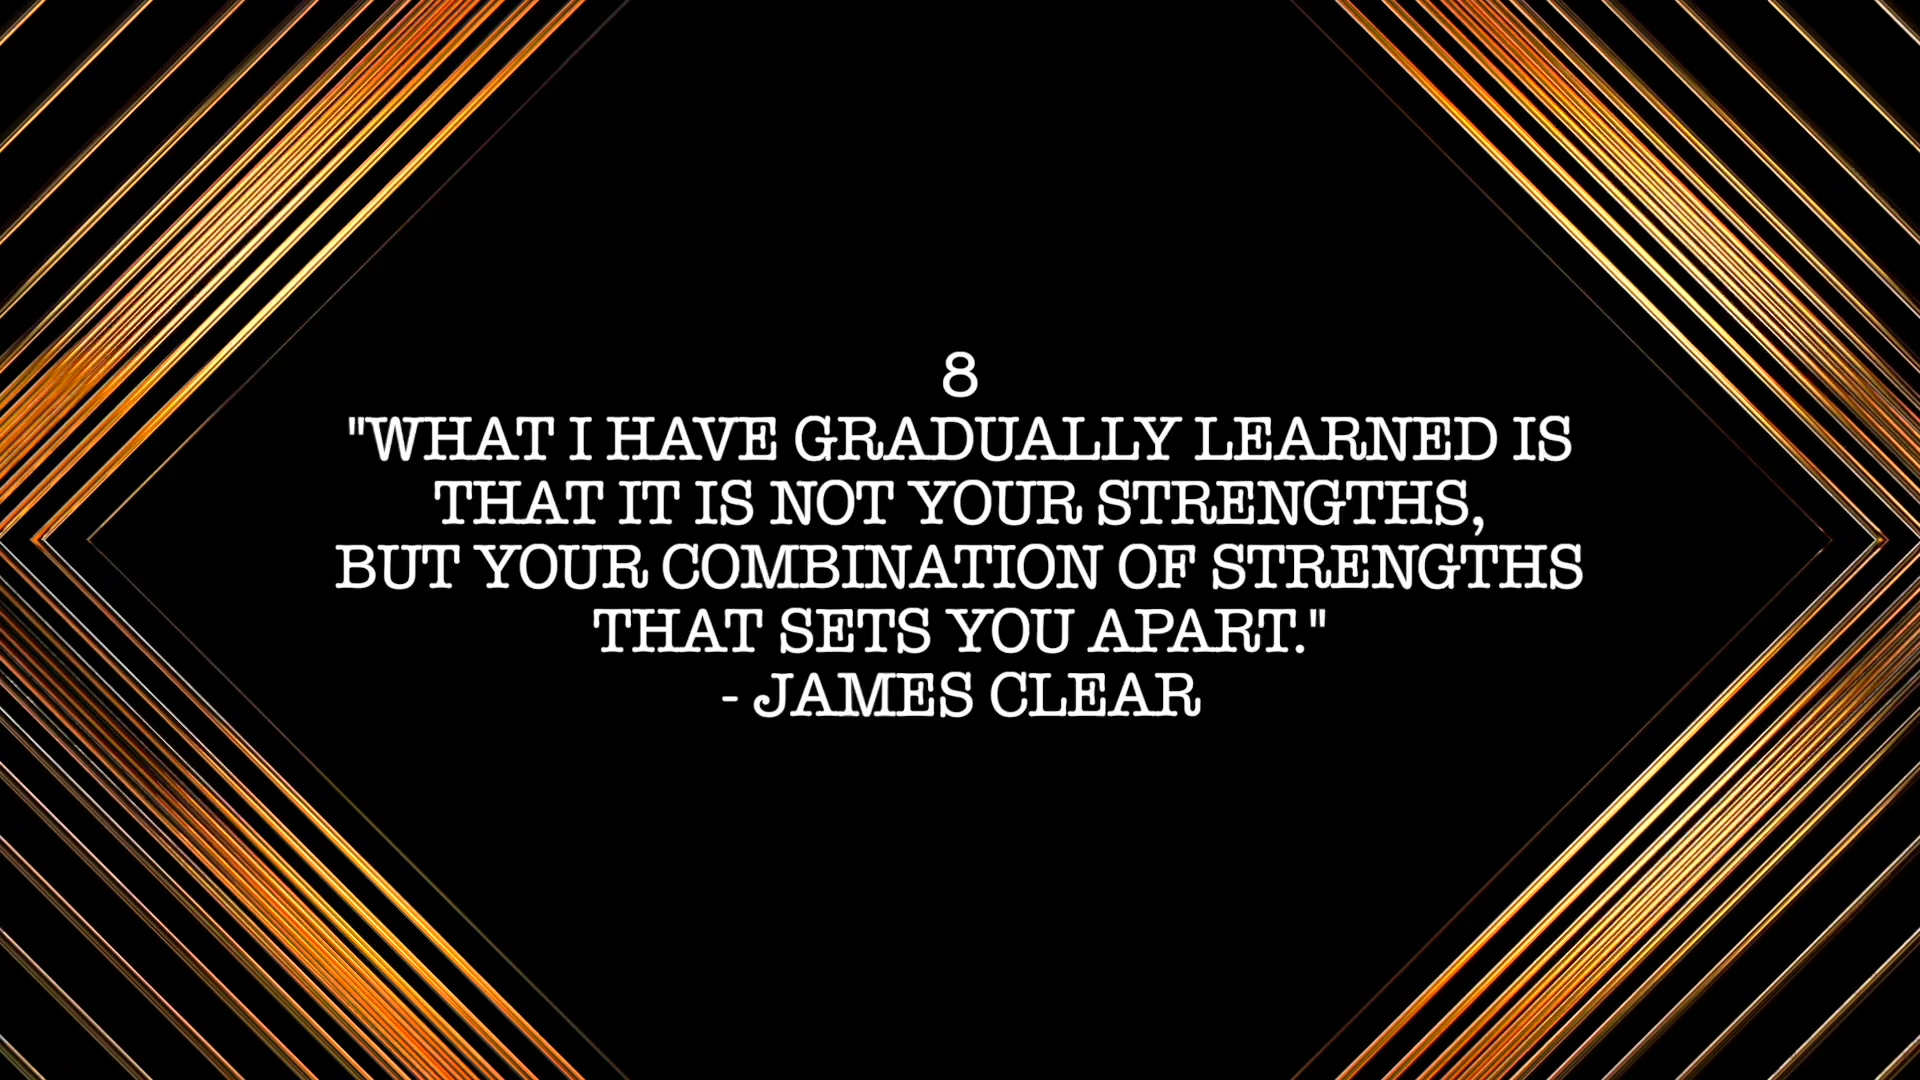 8
"WHAT I HAVE GRADUALLY LEARNED IS
THAT IT IS NOT YOUR STRENGTHS,
BUT YOUR COMBINATION OF STRENGTHS
THAT SETS YOU APART."
- JAMES CLEAR